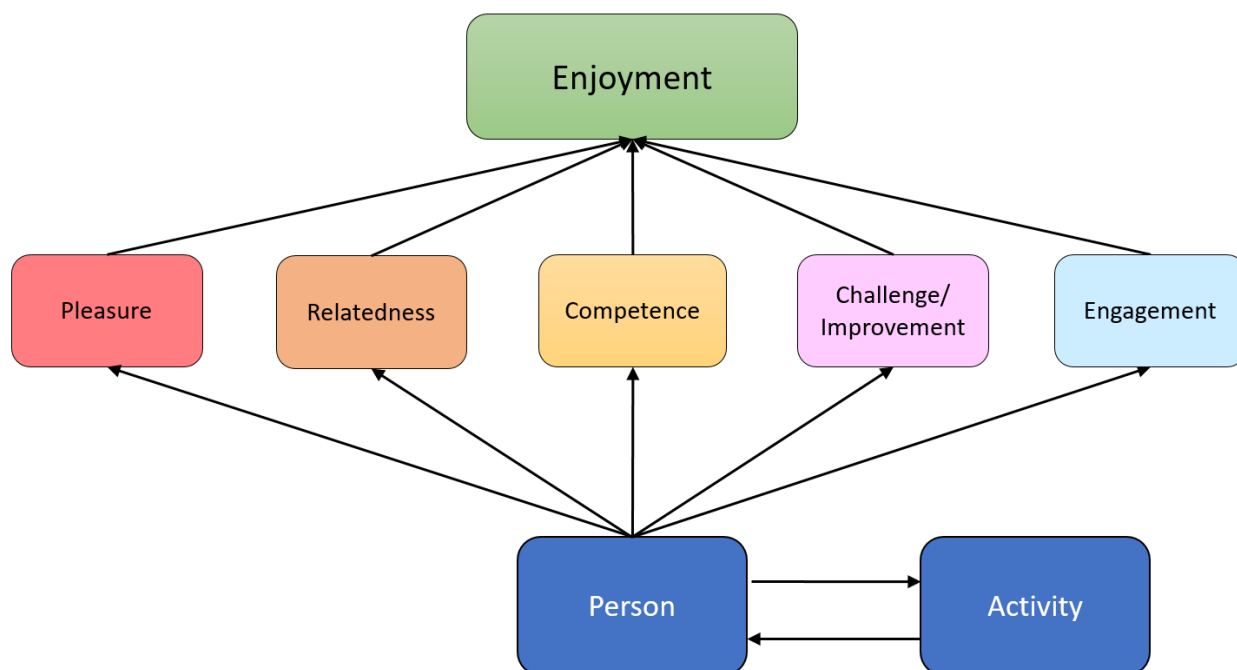 Enjoyment
Pleasure
Relatedness
Competence
Challenge/
Improvement
Engagement
Person
Activity